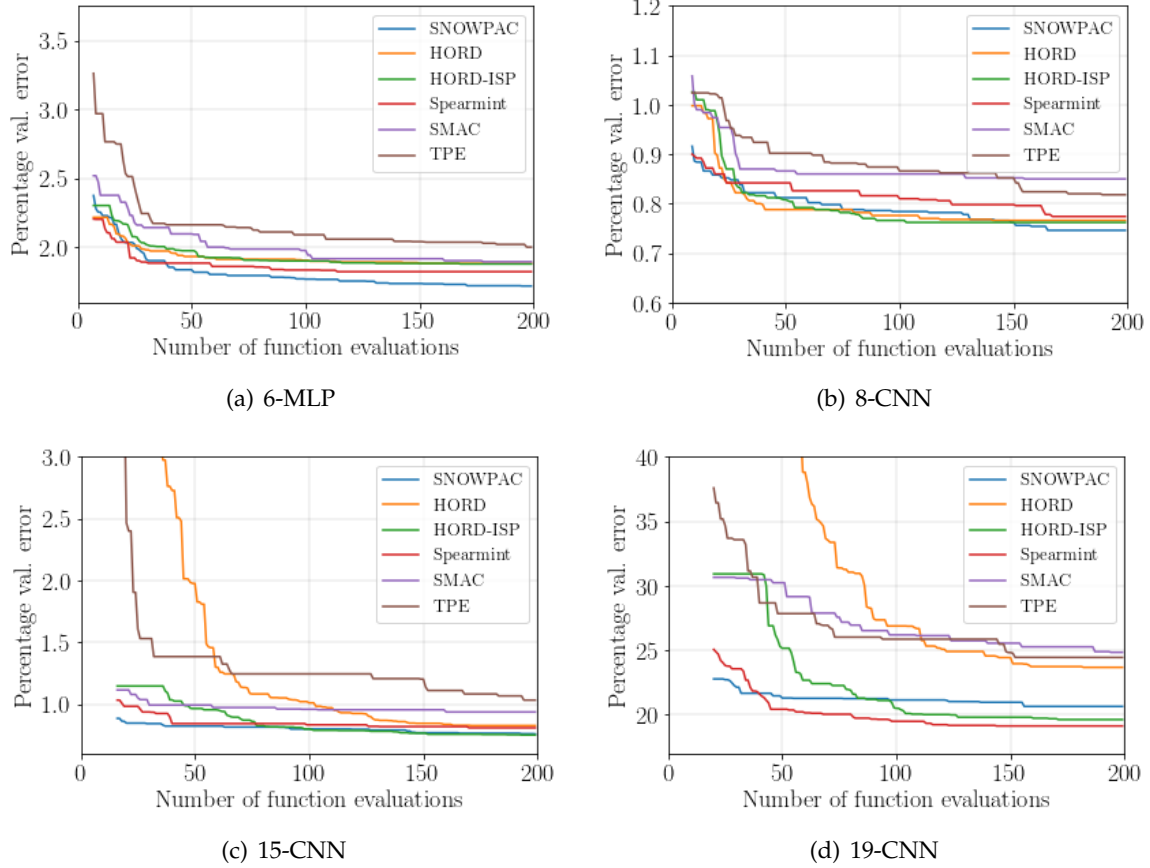 3.5
3.0
2.5
2.0
Percentage val. error
SNOWPAC
HORD
HORD-ISP
Spearmint
SMAC
TPE
0 50 100 150 200
Number of function evaluations
(a) 6-MLP
1.2
1.1
1.0
0.9
0.8
0.7
0.6
Percentage val. error
SNOWPAC
HORD
HORD-ISP
Spearmint
SMAC
TPE
0 50 100 150 200
Number of function evaluations
(b) 8-CNN
3.0
2.5
2.0
1.5
1.0
Percentage val. error
SNOWPAC
HORD
HORD-ISP
Spearmint
SMAC
TPE
0 50 100 150 200
Number of function evaluations
(c) 15-CNN
40
35
30
25
20
Percentage val. error
SNOWPAC
HORD
HORD-ISP
Spearmint
SMAC
TPE
0 50 100 150 200
Number of function evaluations
(d) 19-CNN